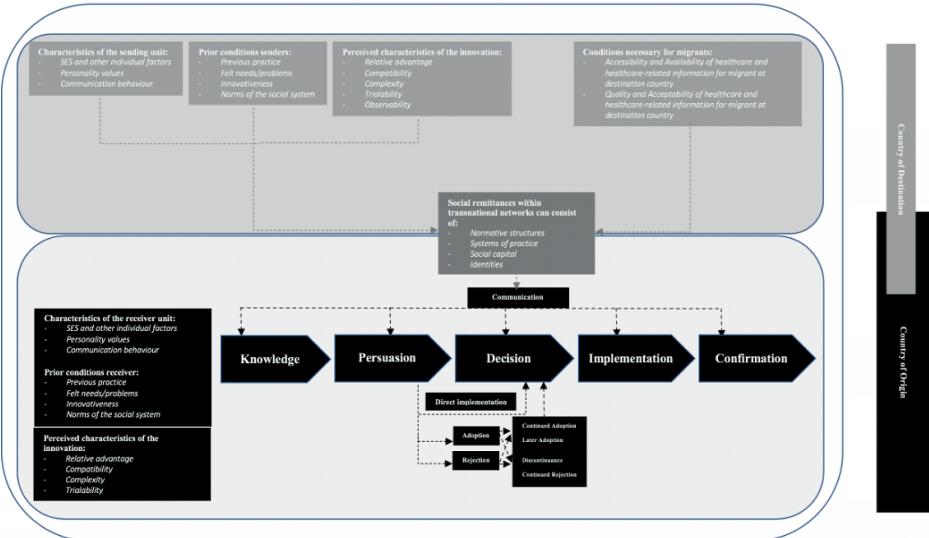 Characteristics of the sending unit:
- SES and other individual factors
- Personality values
- Communication behaviour
Prior conditions senders:
- Previous practice
- Felt needs/problems
- Innovativeness
- Norms of the social system
Perceived characteristics of the innovation:
- Relative advantage
- Compatibility
- Complexity
- Trialability
- Observability
Conditions necessary for migrants:
- Accessibility and Availability of healthcare and
healthcare-related information for migrant at
destination country
- Quality and Acceptability of healthcare and
healthcare-related information for migrant at
destination country
Country of Destination
Social remittances within
transnational networks can consist
of:
- Normative structures
- Systems of practice
- Social capital
- Identities
Communication
Characteristics of the receiver unit:
- SES and other individual factors
- Personality values
- Communication behaviour
Prior conditions receiver:
- Previous practice
- Felt needs/problems
- Innovativeness
- Norms of the social system
Perceived characteristics of the
innovation:
- Relative advantage
- Compatibility
- Complexity
- Trialability
Knowledge
Persuasion
Decision
Implementation
Confirmation
Direct implementation
Adoption
Rejection
Continued Adoption
Later Adoption
Discontinuance
Continued Rejection
Country of Origin